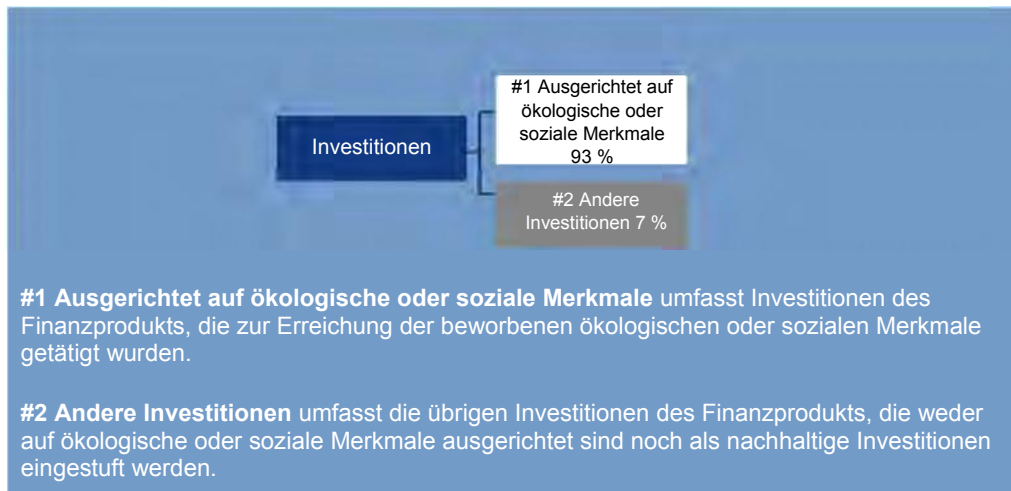 Investitionen
#1 Ausgerichtet auf
ökologische oder
soziale Merkmale
93 %
#2 Andere
Investitionen 7 %
#1 Ausgerichtet auf ökologische oder soziale Merkmale umfasst Investitionen des
Finanzprodukts, die zur Erreichung der beworbenen ökologischen oder sozialen Merkmale
getätigt wurden.
#2 Andere Investitionen umfasst die übrigen Investitionen des Finanzprodukts, die weder
auf ökologische oder soziale Merkmale ausgerichtet sind noch als nachhaltige Investitionen
eingestuft werden.